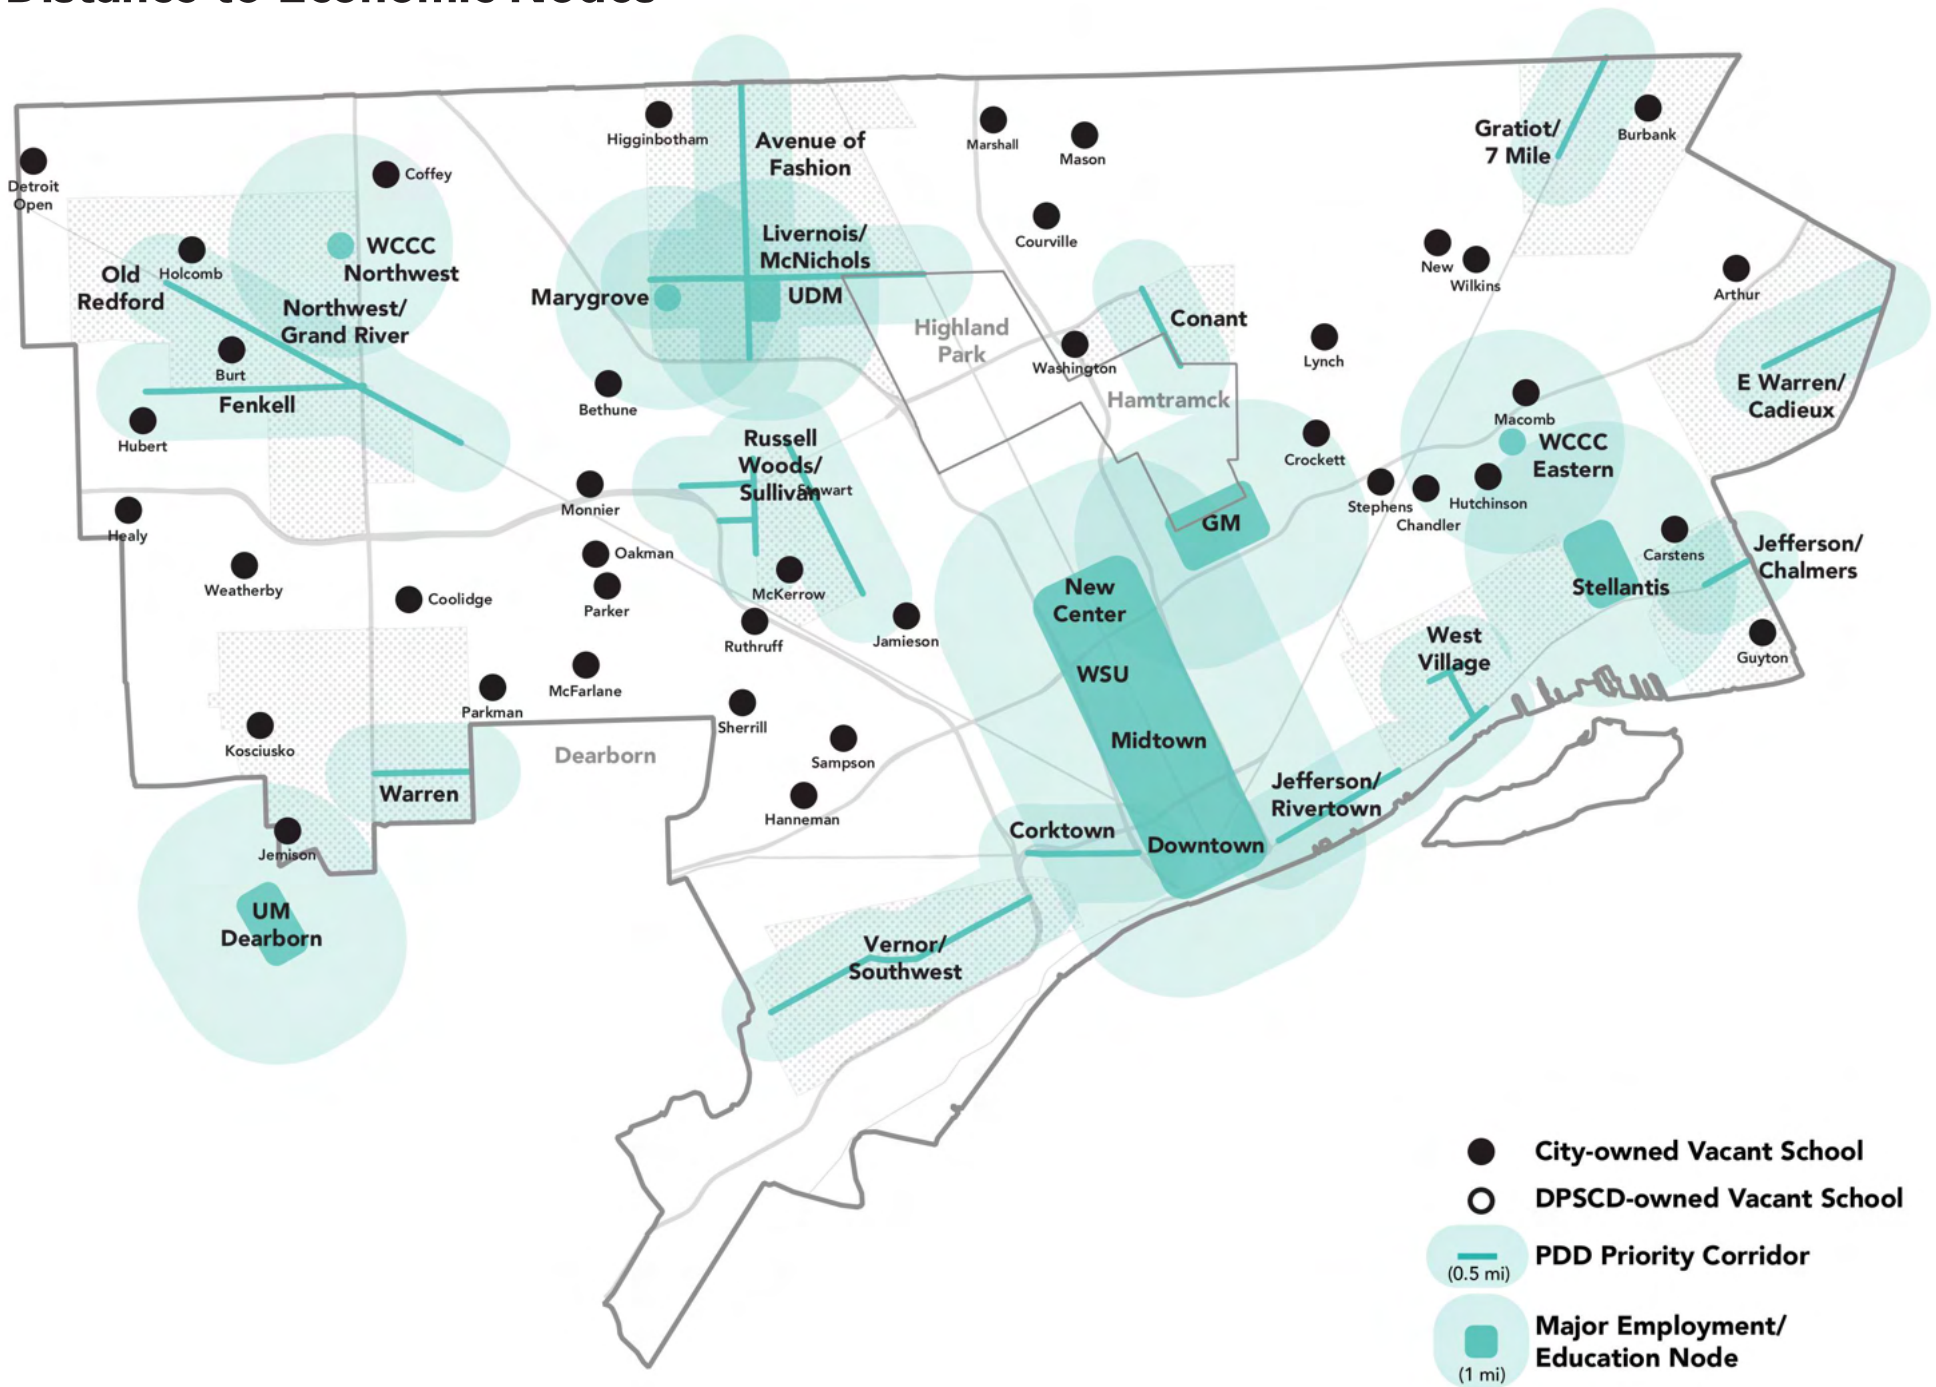 Distance to Economic Nodes
Higginbotham
Avenue of
Fashion
Marshall
Mason
Gratiot/
7 Mile
Burbank
Detroit
Open
Coffey
Courville
Old
Redford
Holcomb
WCCC
Northwest
Northwest/
Grand River
Livernois/
McNichols
Marygrove
UDM
New
Wilkins
Arthur
Highland
Park
Conant
Washington
Lynch
Burt
Fenkell
Hubert
Bethune
Hamtramck
E Warren/
Cadieux
Macomb
WCCC
Eastern
Russell
Woods/
Sullivan
Stewart
Crockett
Monnier
Stephens
Chandler
Hutchinson
Healy
GM
Carstens
Jefferson/
Chalmers
Weatherby
Oakman
McKerrow
New
Center
Stellantis
Coolidge
Parker
Ruthruff
Jamieson
West
Village
Guyton
McFarlane
WSU
Parkman
Sherrill
Kosciusko
Dearborn
Sampson
Midtown
Warren
Hanneman
Jefferson/
Rivertown
Corktown
Downtown
Jemison
UM
Dearborn
Vernor/
Southwest
City-owned Vacant School
DPSCD-owned Vacant School
PDD Priority Corridor
(0.5 mi)
Major Employment/
Education Node
(1 mi)